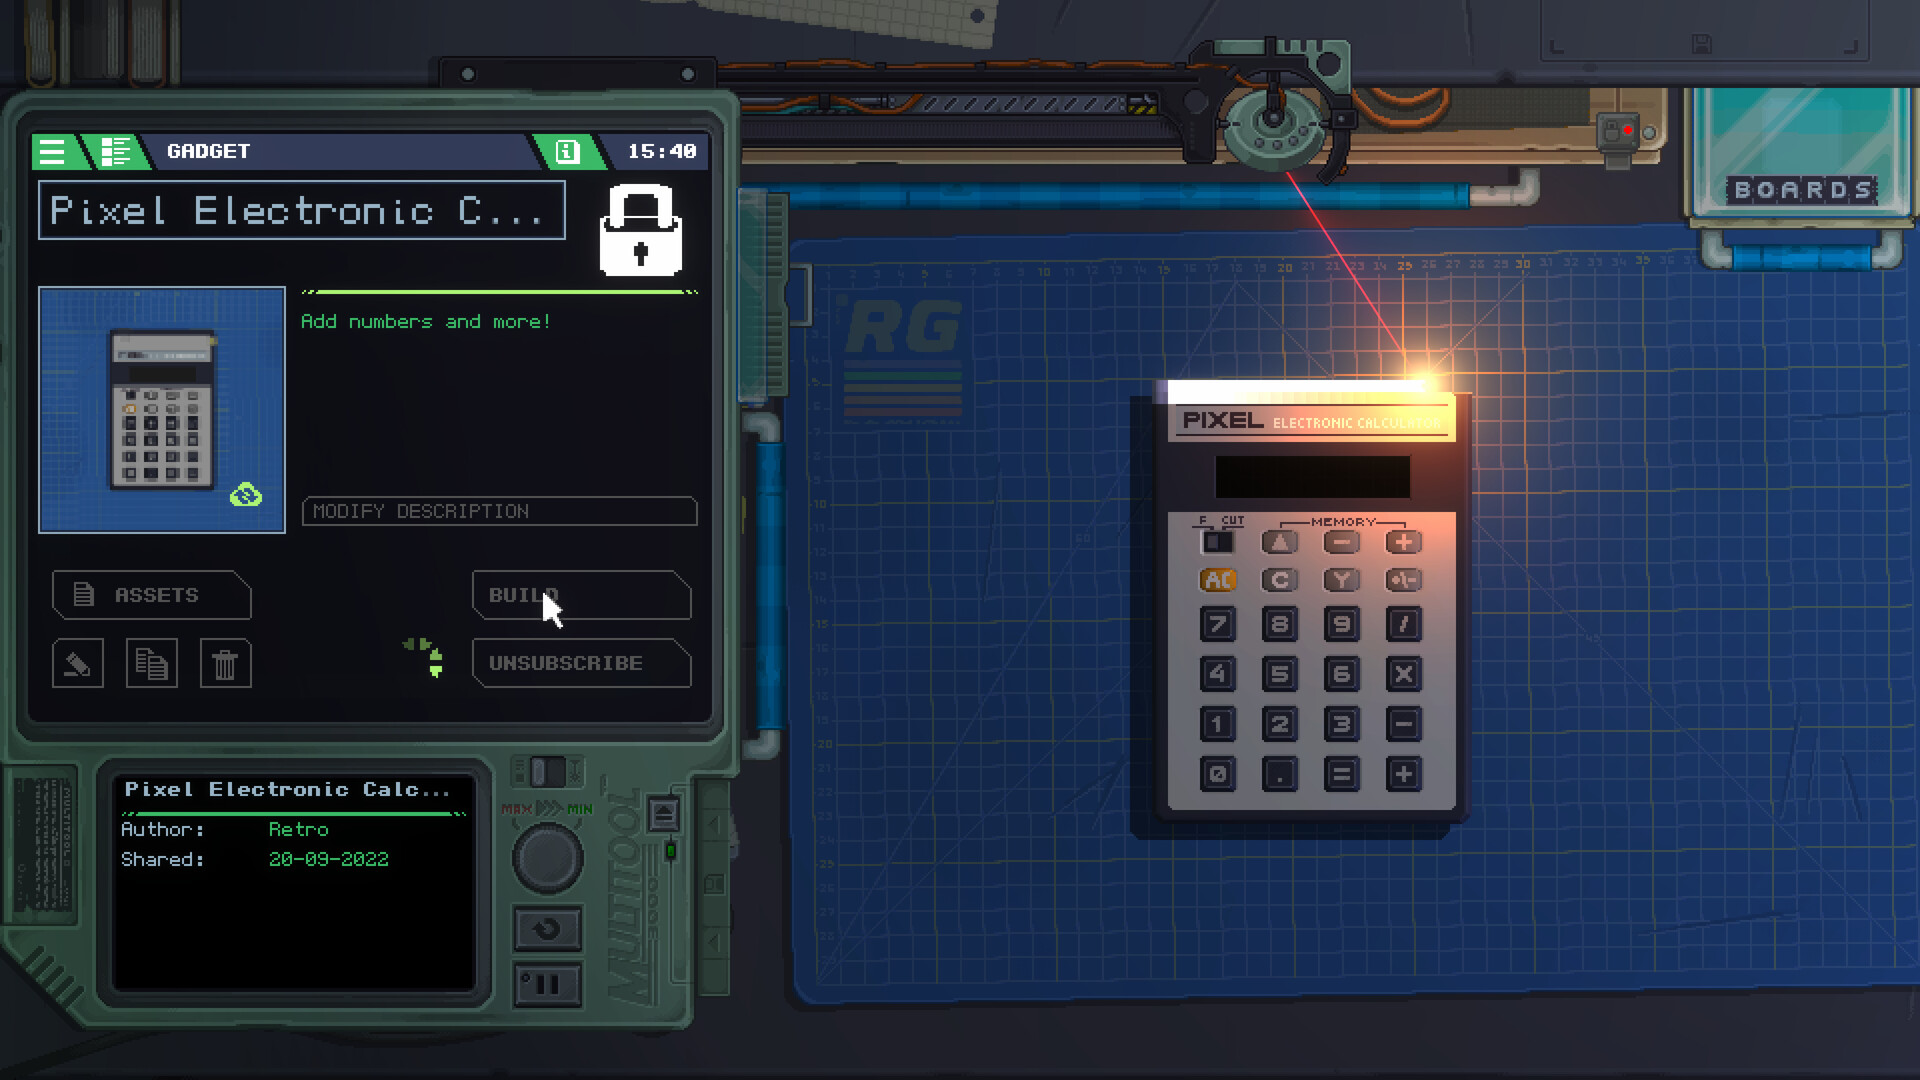 GADGET
15:40
Pixel Electronic C...
Add numbers and more!
MODIFY DESCRIPTION
ASSETS
BUILD
UNSUBSCRIBE
Pixel Electronic Calc...
Author: Retro
Shared: 20-09-2022
MAX MIN
MULTITOOL
BOARDS
RG
PIXEL ELECTRONIC CALCULATOR
F CUT MEMORY
▲ − +
AC C Y
7 8 9 /
4 5 6 X
1 2 3 −
0 . = +